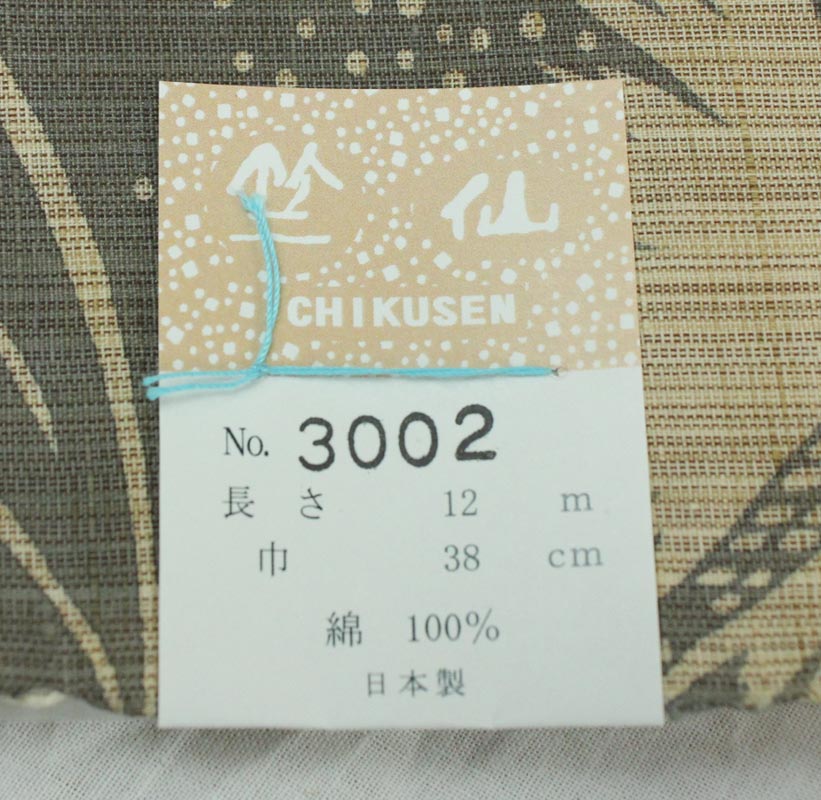 竺仙
CHIKUSEN
No. 3002
長さ 12 m
巾 38 cm
綿 100%
日本製